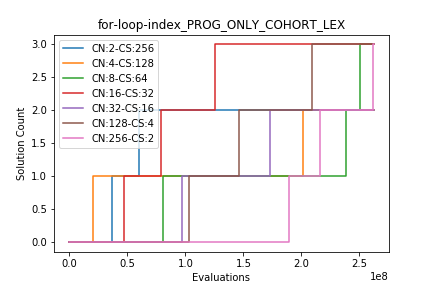 for-loop-index_PROG_ONLY_COHORT_LEX
3.0
2.5
2.0
1.5
1.0
0.5
0.0
Solution Count
CN:2-CS:256
CN:4-CS:128
CN:8-CS:64
CN:16-CS:32
CN:32-CS:16
CN:128-CS:4
CN:256-CS:2
0.0 0.5 1.0 1.5 2.0 2.5
1e8
Evaluations